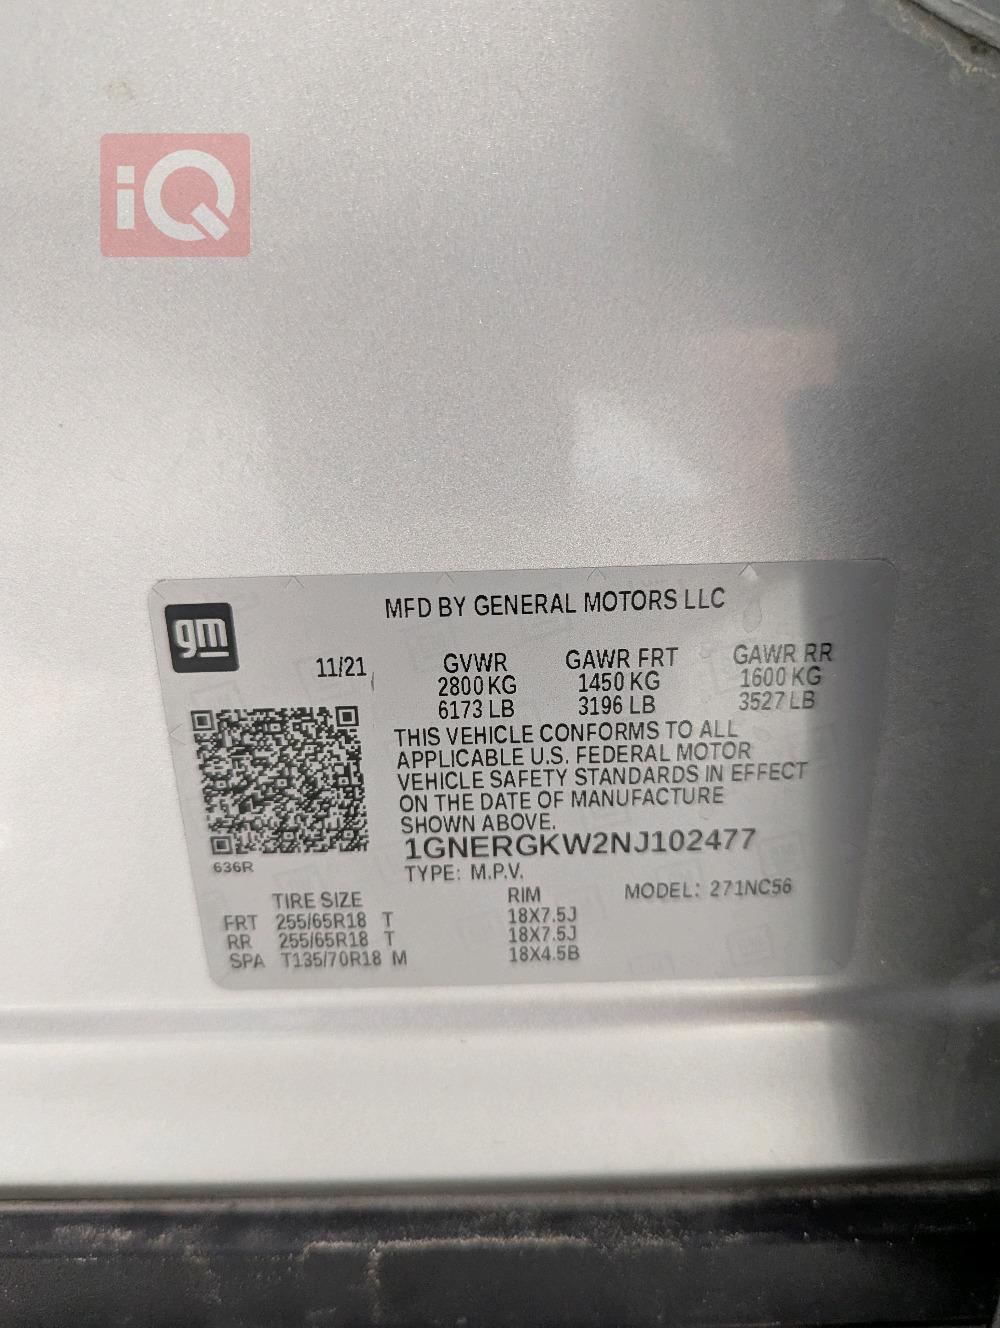 iQ
gm
MFD BY GENERAL MOTORS LLC
11/21 GVWR GAWR FRT GAWR RR
2800 KG 1450 KG 1600 KG
6173 LB 3196 LB 3527 LB
THIS VEHICLE CONFORMS TO ALL
APPLICABLE U.S. FEDERAL MOTOR
VEHICLE SAFETY STANDARDS IN EFFECT
ON THE DATE OF MANUFACTURE
SHOWN ABOVE.
1GNERGKW2NJ102477
636R
TYPE: M.P.V. MODEL: 271NC56
TIRE SIZE RIM
FRT 255/65R18 T 18X7.5J
RR 255/65R18 T 18X7.5J
SPA T135/70R18 M 18X4.5B